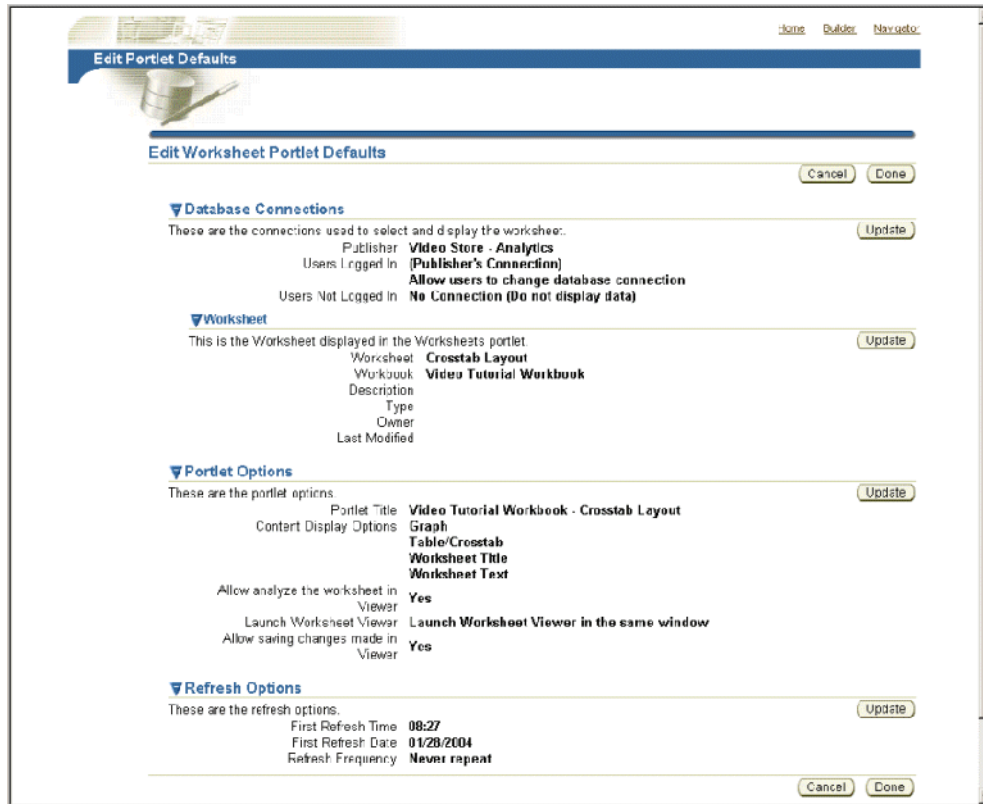 Home Builder Navigator
Edit Portlet Defaults
Edit Worksheet Portlet Defaults
Cancel Done
Database Connections
These are the connections used to select and display the worksheet. Update
Publisher Video Store - Analytics
Users Logged In (Publisher's Connection)
Allow users to change database connection
Users Not Logged In No Connection (Do not display data)
Worksheet
This is the Worksheet displayed in the Worksheets portlet. Update
Worksheet Crosstab Layout
Workbook Video Tutorial Workbook
Description
Type
Owner
Last Modified
Portlet Options
These are the portlet options. Update
Portlet Title Video Tutorial Workbook - Crosstab Layout
Content Display Options Graph
Table/Crosstab
Worksheet Title
Worksheet Text
Allow analyze the worksheet in
Viewer Yes
Launch Worksheet Viewer Launch Worksheet Viewer in the same window
Allow saving changes made in
Viewer Yes
Refresh Options
These are the refresh options. Update
First Refresh Time 08:27
First Refresh Date 01/28/2004
Refresh Frequency Never repeat
Cancel Done